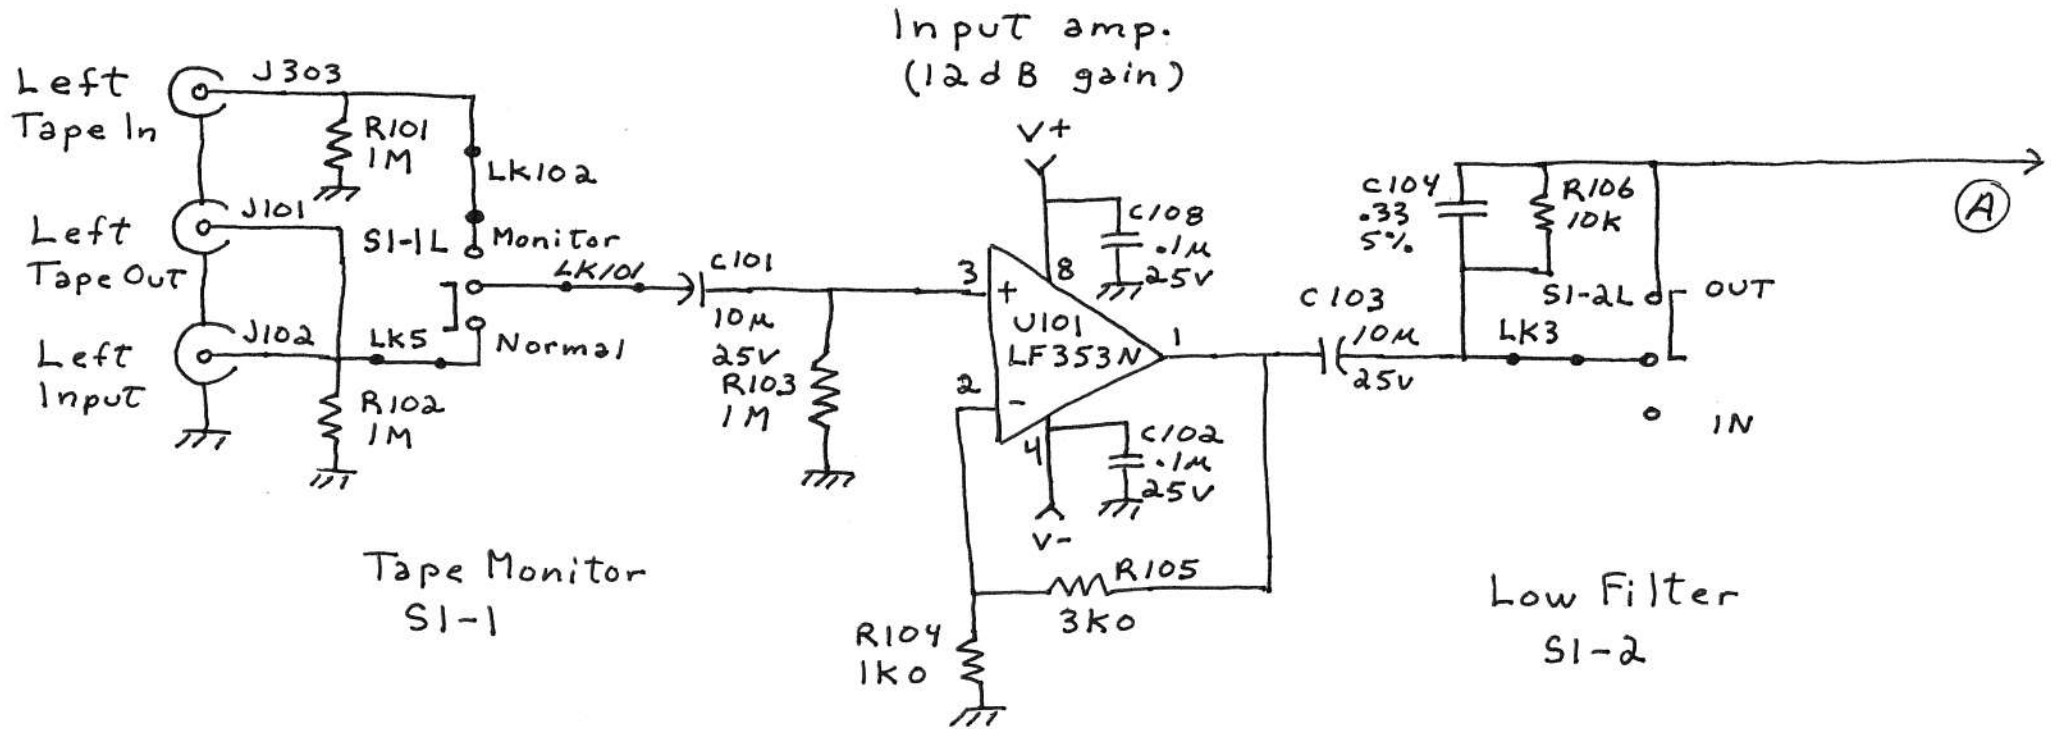 Input amp.
(12dB gain)
Left
Tape In
J303
R101
1M
LK102
Left
Tape Out
J101
S1-1L
Monitor
LK101
Left
Input
J102
LK5
Normal
R102
1M
Tape Monitor
S1-1
C101
10µ
25V
R103
1M
V+
C108
.1µ
25V
3
8
+
U101
LF353N
1
2
-
4
C102
.1µ
25V
V-
R105
3K0
R104
1K0
C103
10µ
25V
C104
.33
5%
R106
10K
A
S1-2L
OUT
LK3
IN
Low Filter
S1-2